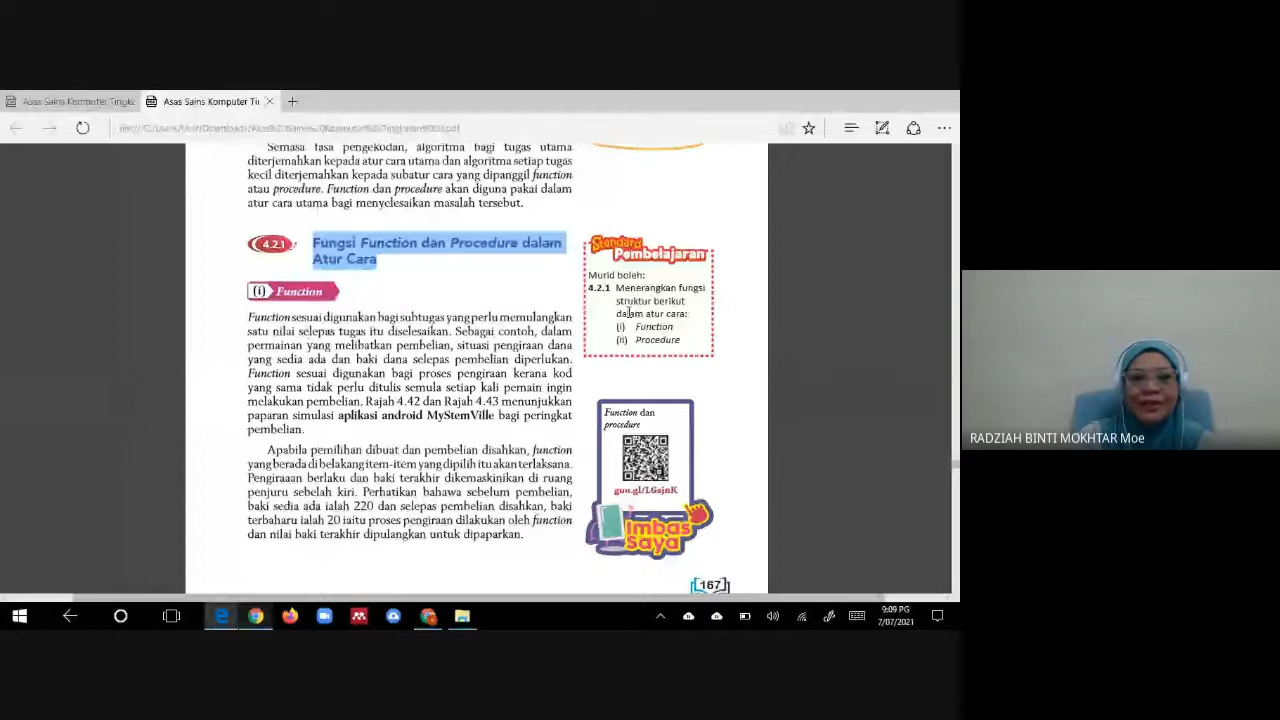 Asas Sains Komputer Tingka
Asas Sains Komputer Tin
Semasa fasa pengekodan, algoritma bagi tugas utama
diterjemahkan kepada atur cara utama dan algoritma setiap tugas
kecil diterjemahkan kepada subatur cara yang dipanggil function
atau procedure. Function dan procedure akan diguna pakai dalam
atur cara utama bagi menyelesaikan masalah tersebut.
4.2.1
Fungsi Function dan Procedure dalam
Atur Cara
(i) Function
Function sesuai digunakan bagi subtugas yang perlu memulangkan
satu nilai selepas tugas itu diselesaikan. Sebagai contoh, dalam
permainan yang melibatkan pembelian, situasi pengiraan dana
yang sedia ada dan baki dana selepas pembelian diperlukan.
Function sesuai digunakan bagi proses pengiraan kerana kod
yang sama tidak perlu ditulis semula setiap kali pemain ingin
melakukan pembelian. Rajah 4.42 dan Rajah 4.43 menunjukkan
paparan simulasi aplikasi android MyStemVille bagi peringkat
pembelian.
Apabila pemilihan dibuat dan pembelian disahkan, function
yang berada di belakang item-item yang dipilih itu akan terlaksana.
Pengiraaan berlaku dan baki terakhir dikemaskinikan di ruang
penjuru sebelah kiri. Perhatikan bahawa sebelum pembelian,
baki sedia ada ialah 220 dan selepas pembelian disahkan, baki
terbaharu ialah 20 iaitu proses pengiraan dilakukan oleh function
dan nilai baki terakhir dipulangkan untuk dipaparkan.
Standard
Pembelajaran
Murid boleh:
4.2.1 Menerangkan fungsi
struktur berikut
dalam atur cara:
(i) Function
(ii) Procedure
Function dan
procedure
Imbas
Saya
167
RADZIAH BINTI MOKHTAR Moe
9:09 PG
7/07/2021